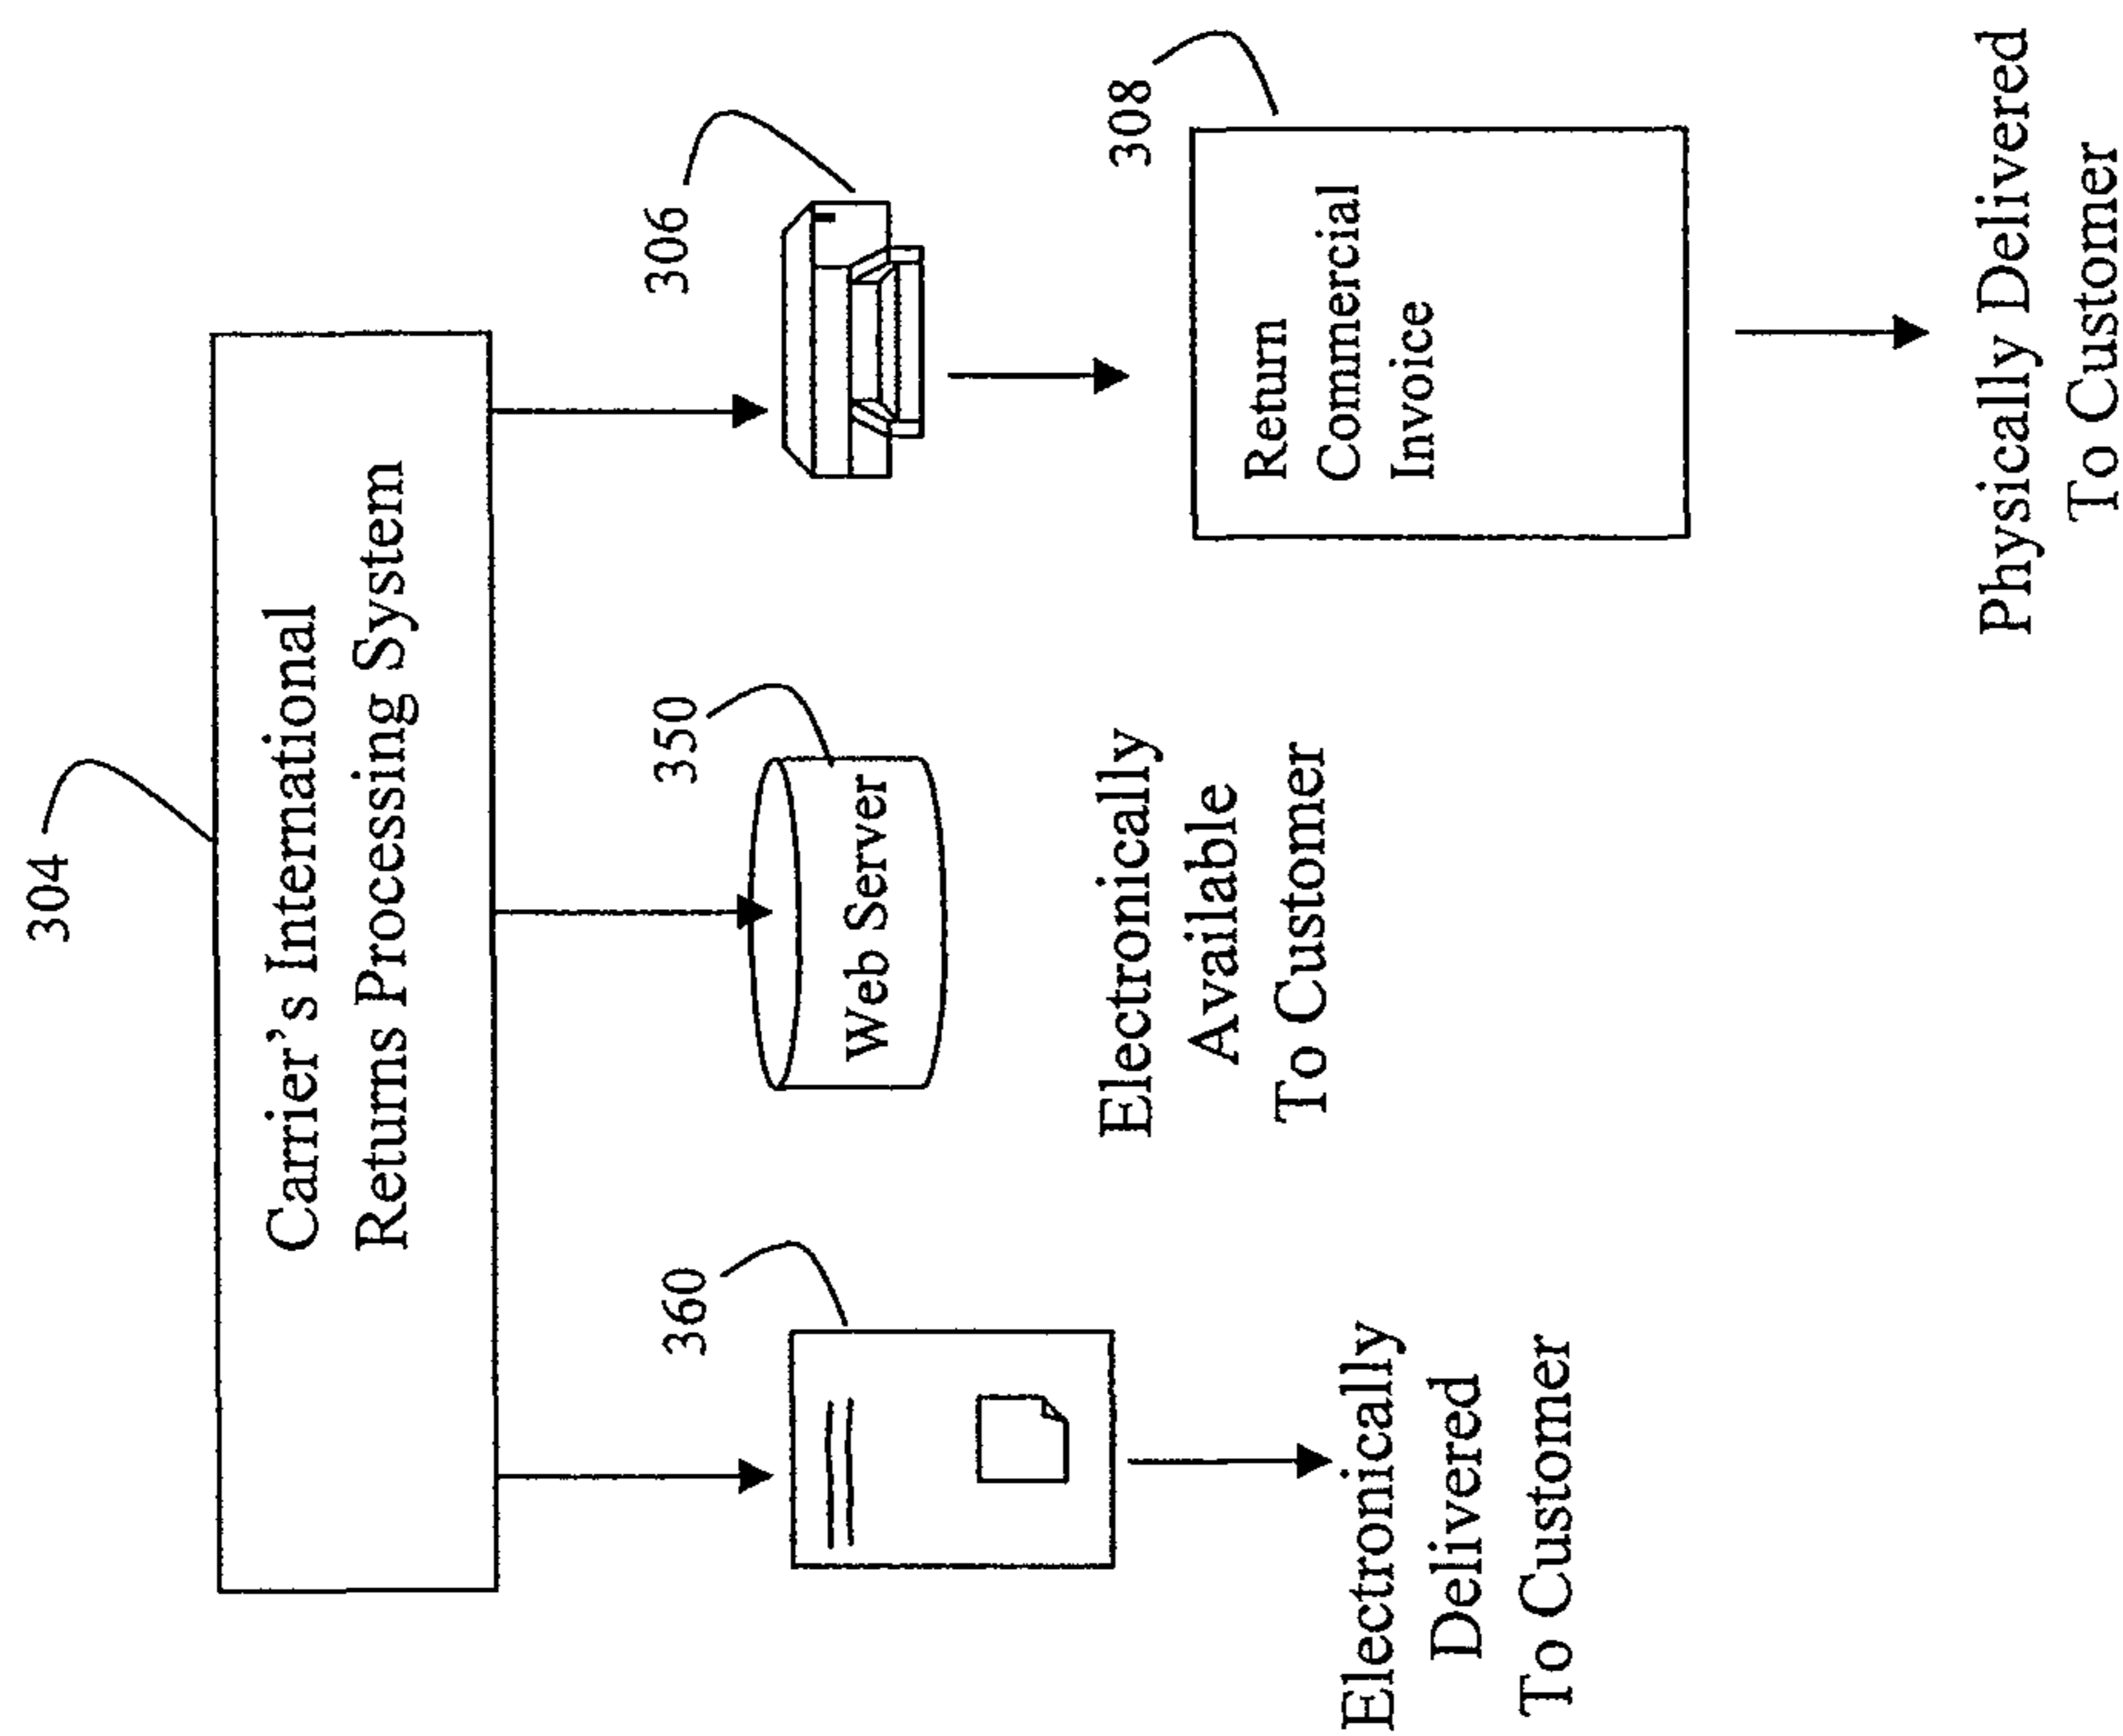 304
Carrier's International
Returns Processing System
360
350
306
Web Server
308
Return
Commercial
Invoice
Electronically
Delivered
To Customer
Electronically
Available
To Customer
Physically Delivered
To Customer